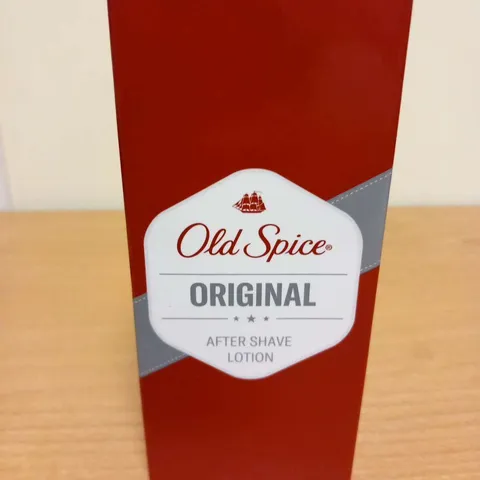 Old Spice®
ORIGINAL
AFTER SHAVE
LOTION